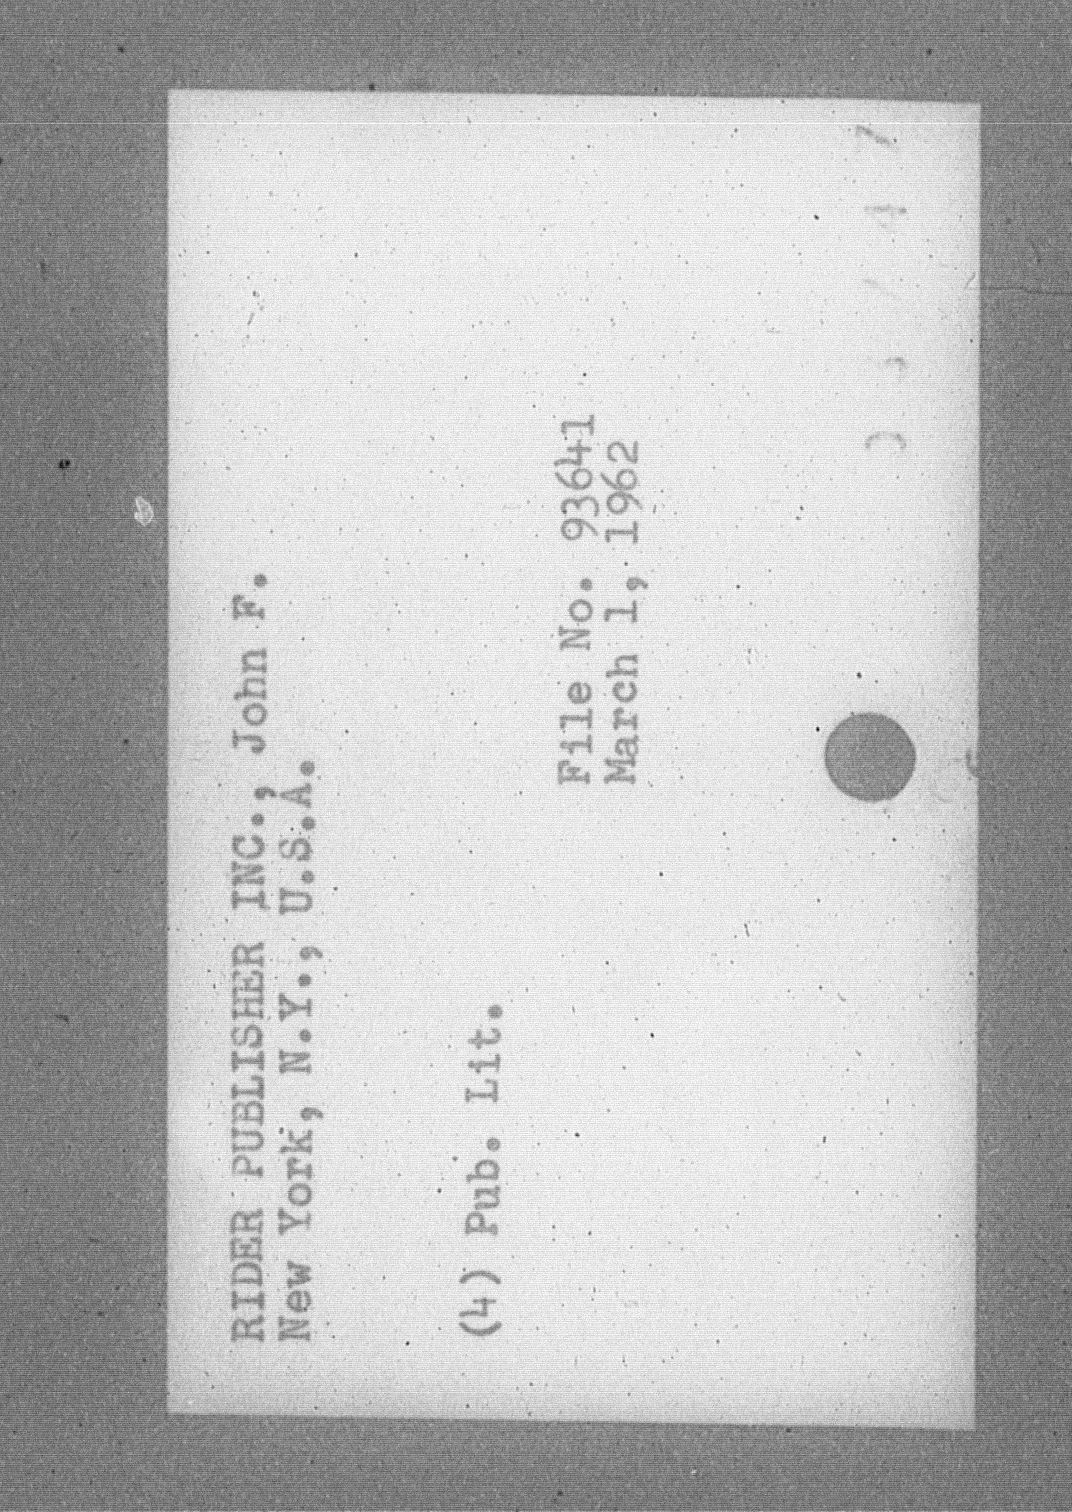 RIDER PUBLISHER INC., John F.
New York, N.Y., U.S.A.
(4) Pub. Lit.
File No. 93641
March 1, 1962